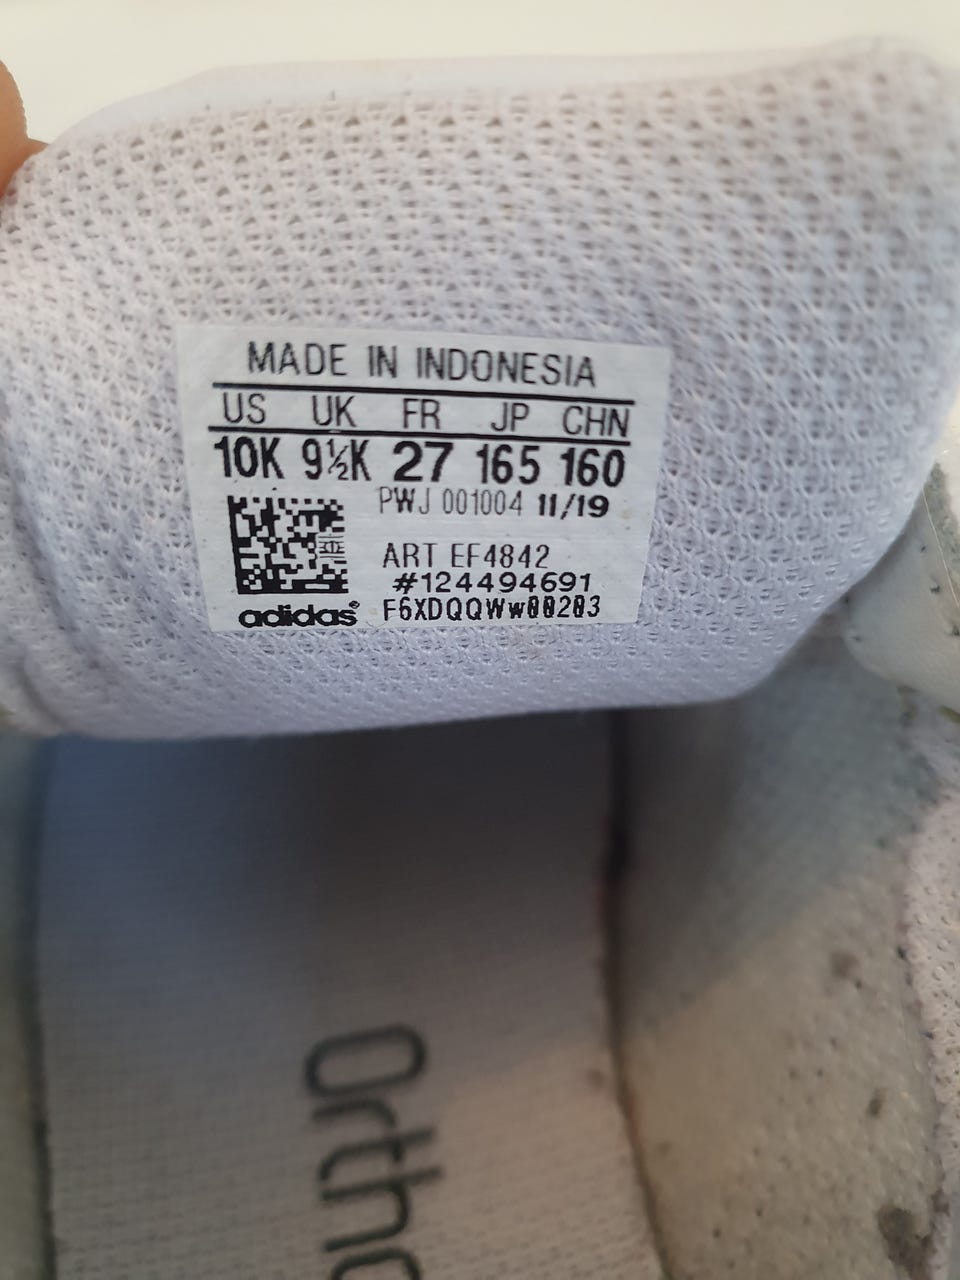 MADE IN INDONESIA
US UK FR JP CHN
10K 9½K 27 165 160
PWJ 001004 11/19
ART EF4842
#124494691
adidas® F6XDQQWw00203
Ortho